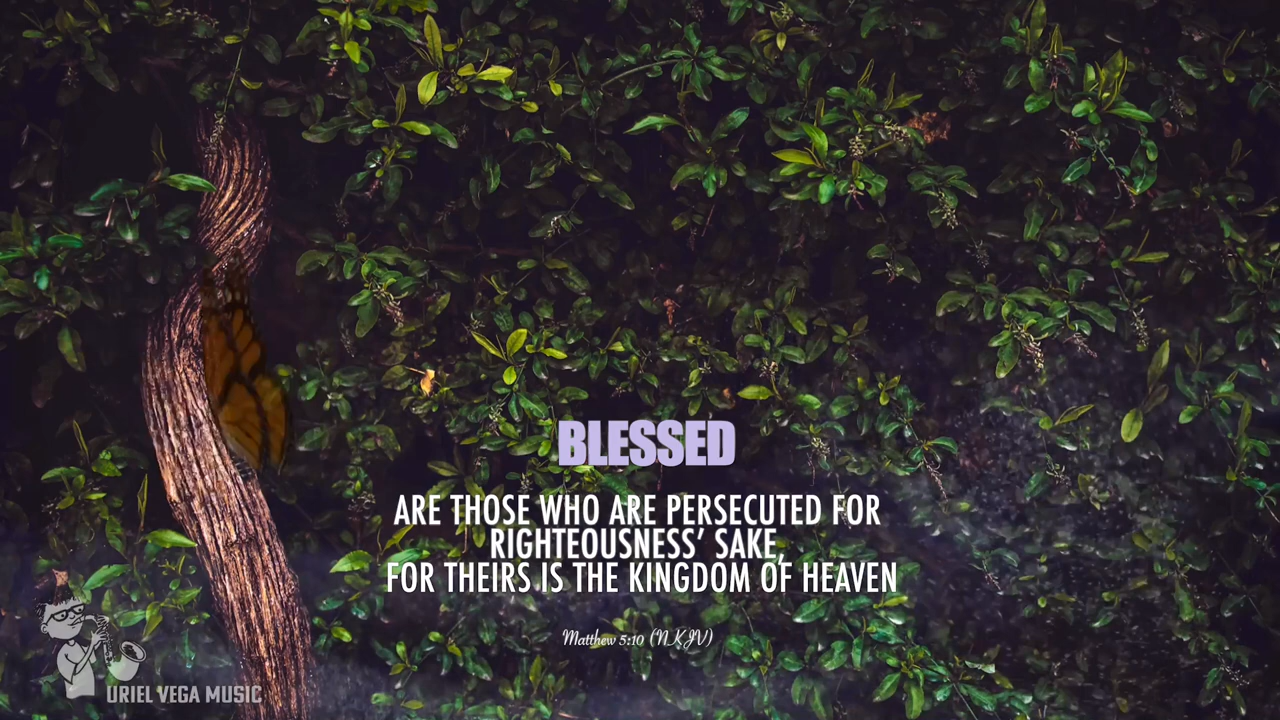 BLESSED
ARE THOSE WHO ARE PERSECUTED FOR
RIGHTEOUSNESS’ SAKE,
FOR THEIRS IS THE KINGDOM OF HEAVEN
Matthew 5:10 (NKJV)
URIEL VEGA MUSIC